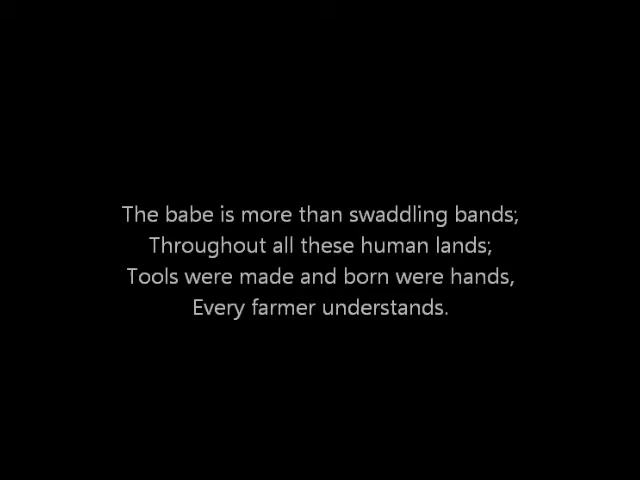 The babe is more than swaddling bands;
Throughout all these human lands;
Tools were made and born were hands,
Every farmer understands.